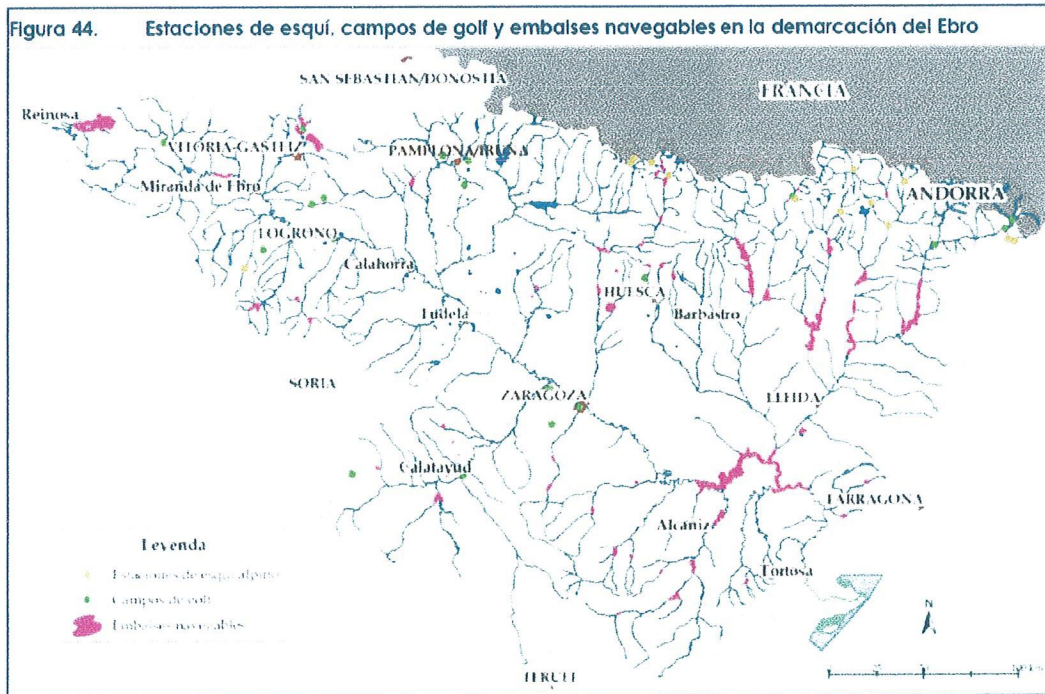 Figura 44. Estaciones de esquí, campos de golf y embalses navegables en la demarcación del Ebro
SAN SEBASTIAN/DONOSTIA
FRANCIA
Reinosa
VITORIA-GASTEIZ
PAMPLONA/IRUÑA
Miranda de Ebro
ANDORRA
LOGROÑO
Calahorra
HUESCA
Tudela
Barbastro
SORIA
ZARAGOZA
LLEIDA
Calatayud
TARRAGONA
Alcañiz
Leyenda
Tortosa
Estaciones de esquí alpino
Campos de golf
Embalses navegables
N
TERUEL